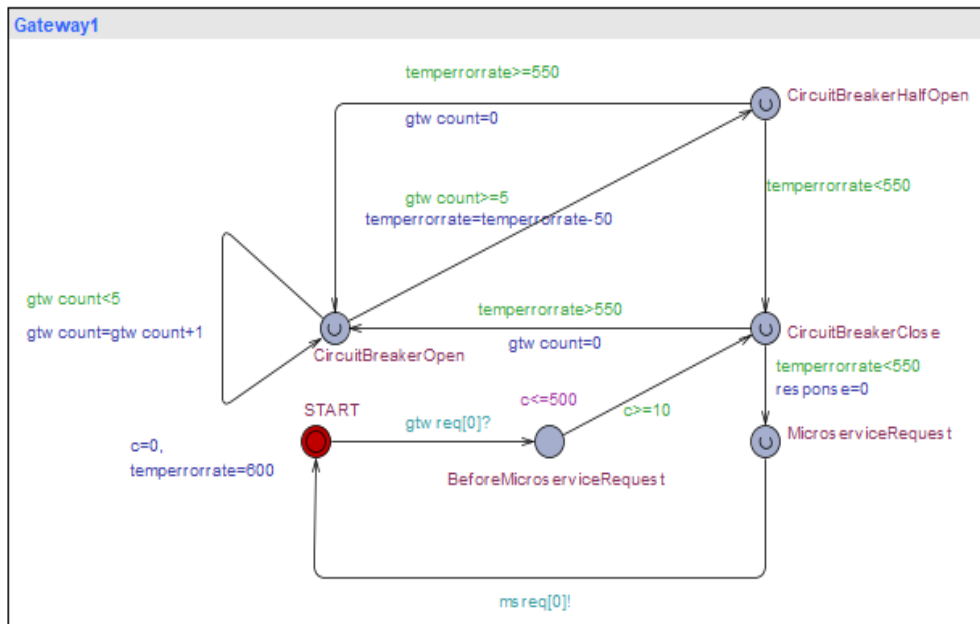 Gateway1
temperrorrate>=550
gtw count=0
CircuitBreakerHalfOpen
temperrorrate<550
gtw count>=5
temperrorrate=temperrorrate-50
gtw count<5
gtw count=gtw count+1
CircuitBreakerOpen
temperrorrate>550
gtw count=0
CircuitBreakerClose
temperrorrate<550
response=0
c<=500
c>=10
START
gtw req[0]?
MicroserviceRequest
c=0,
temperrorrate=600
BeforeMicroserviceRequest
msreq[0]!